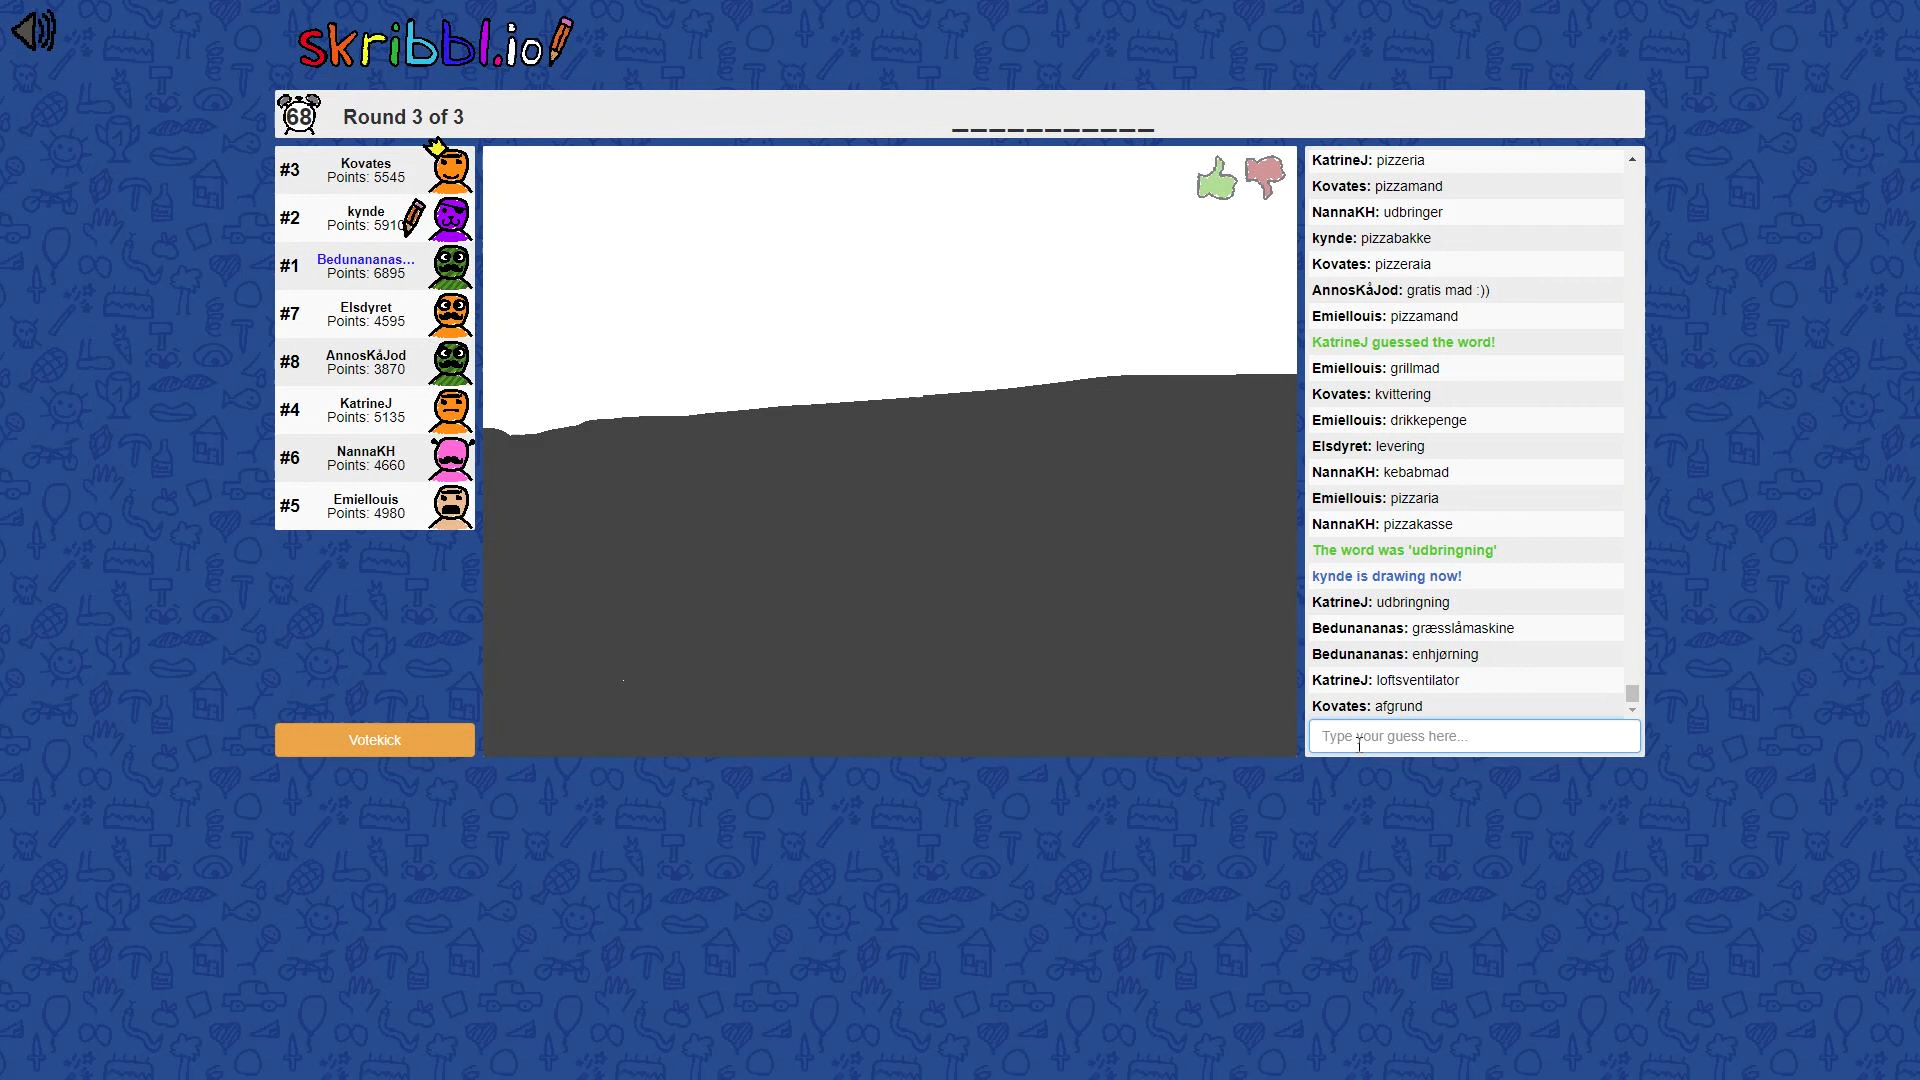 skribbl.io
68
Round 3 of 3
___________
#3
Kovates
Points: 5545
#2
kynde
Points: 5910
#1
Bedunananas...
Points: 6895
#7
Elsdyret
Points: 4595
#8
AnnosKåJod
Points: 3870
#4
KatrineJ
Points: 5135
#6
NannaKH
Points: 4660
#5
Emiellouis
Points: 4980
Votekick
KatrineJ: pizzeria
Kovates: pizzamand
NannaKH: udbringer
kynde: pizzabakke
Kovates: pizzeraia
AnnosKåJod: gratis mad :))
Emiellouis: pizzamand
KatrineJ guessed the word!
Emiellouis: grillmad
Kovates: kvittering
Emiellouis: drikkepenge
Elsdyret: levering
NannaKH: kebabmad
Emiellouis: pizzaria
NannaKH: pizzakasse
The word was 'udbringning'
kynde is drawing now!
KatrineJ: udbringning
Bedunananas: græsslåmaskine
Bedunananas: enhjørning
KatrineJ: loftsventilator
Kovates: afgrund
Type your guess here...